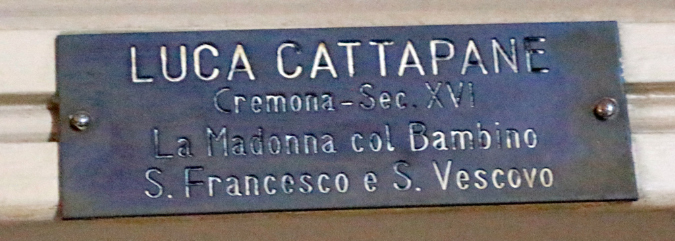 LUCA CATTAPANE
Cremona - Sec. XVI
La Madonna col Bambino
S. Francesco e S. Vescovo